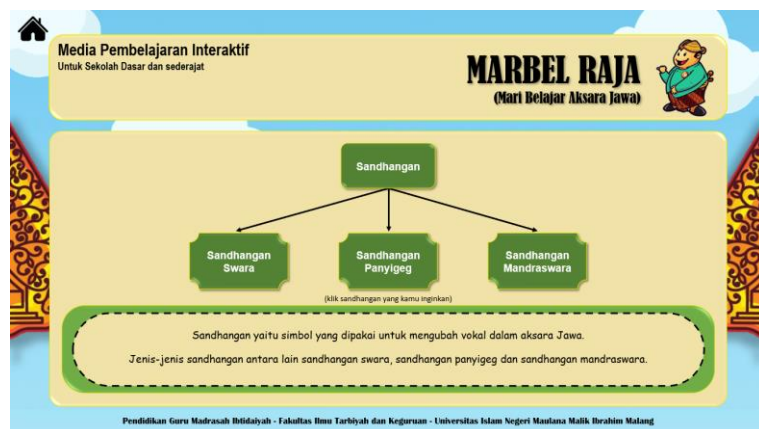 Media Pembelajaran Interaktif
Untuk Sekolah Dasar dan sederajat
MARBEL RAJA
(Mari Belajar Aksara Jawa)
Sandhangan
Sandhangan
Swara
Sandhangan
Panyigeg
Sandhangan
Mandraswara
(klik sandhangan yang kamu inginkan)
Sandhangan yaitu simbol yang dipakai untuk mengubah vokal dalam aksara Jawa.
Jenis-jenis sandhangan antara lain sandhangan swara, sandhangan panyigeg dan sandhangan mandraswara.
Pendidikan Guru Madrasah Ibtidaiyah - Fakultas Ilmu Tarbiyah dan Keguruan - Universitas Islam Negeri Maulana Malik Ibrahim Malang